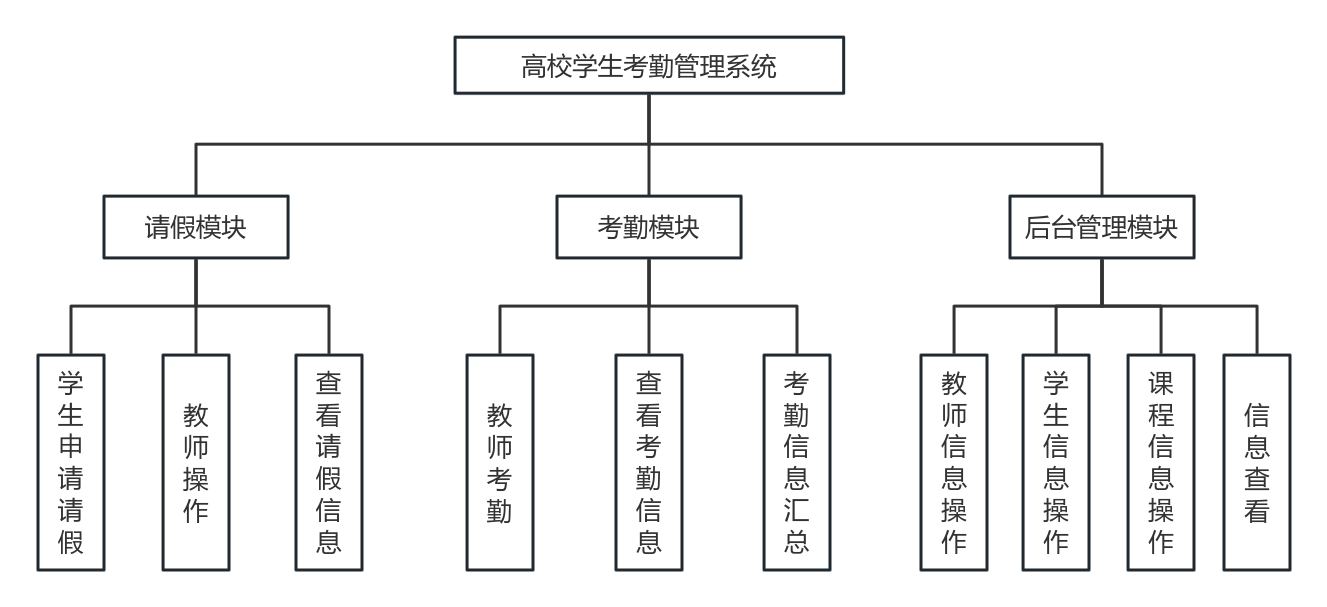 高校学生考勤管理系统
请假模块
考勤模块
后台管理模块
学生申请请假
教师操作
查看请假信息
教师考勤
查看考勤信息
考勤信息汇总
教师信息操作
学生信息操作
课程信息操作
信息查看